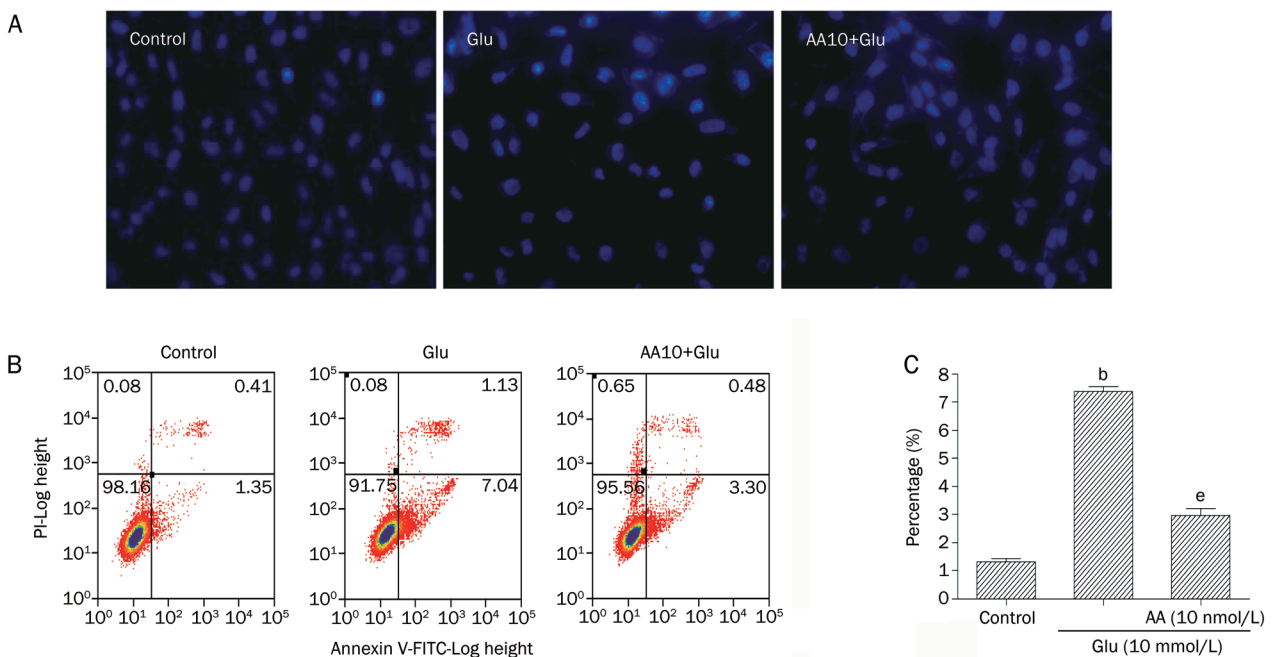 A
Control
Glu
AA10+Glu
B
Control
Glu
AA10+Glu
PI-Log height
10⁵
10⁴
10³
10²
10¹
10⁰
0.08 0.41
98.16 1.35
10⁰ 10¹ 10² 10³ 10⁴ 10⁵
10⁵
10⁴
10³
10²
10¹
10⁰
0.08 1.13
91.75 7.04
10⁰ 10¹ 10² 10³ 10⁴ 10⁵
10⁵
10⁴
10³
10²
10¹
10⁰
0.65 0.48
95.56 3.30
10⁰ 10¹ 10² 10³ 10⁴ 10⁵
Annexin V-FITC-Log height
C
Percentage (%)
8
7
6
5
4
3
2
1
0
b
e
Control
AA (10 nmol/L)
Glu (10 mmol/L)